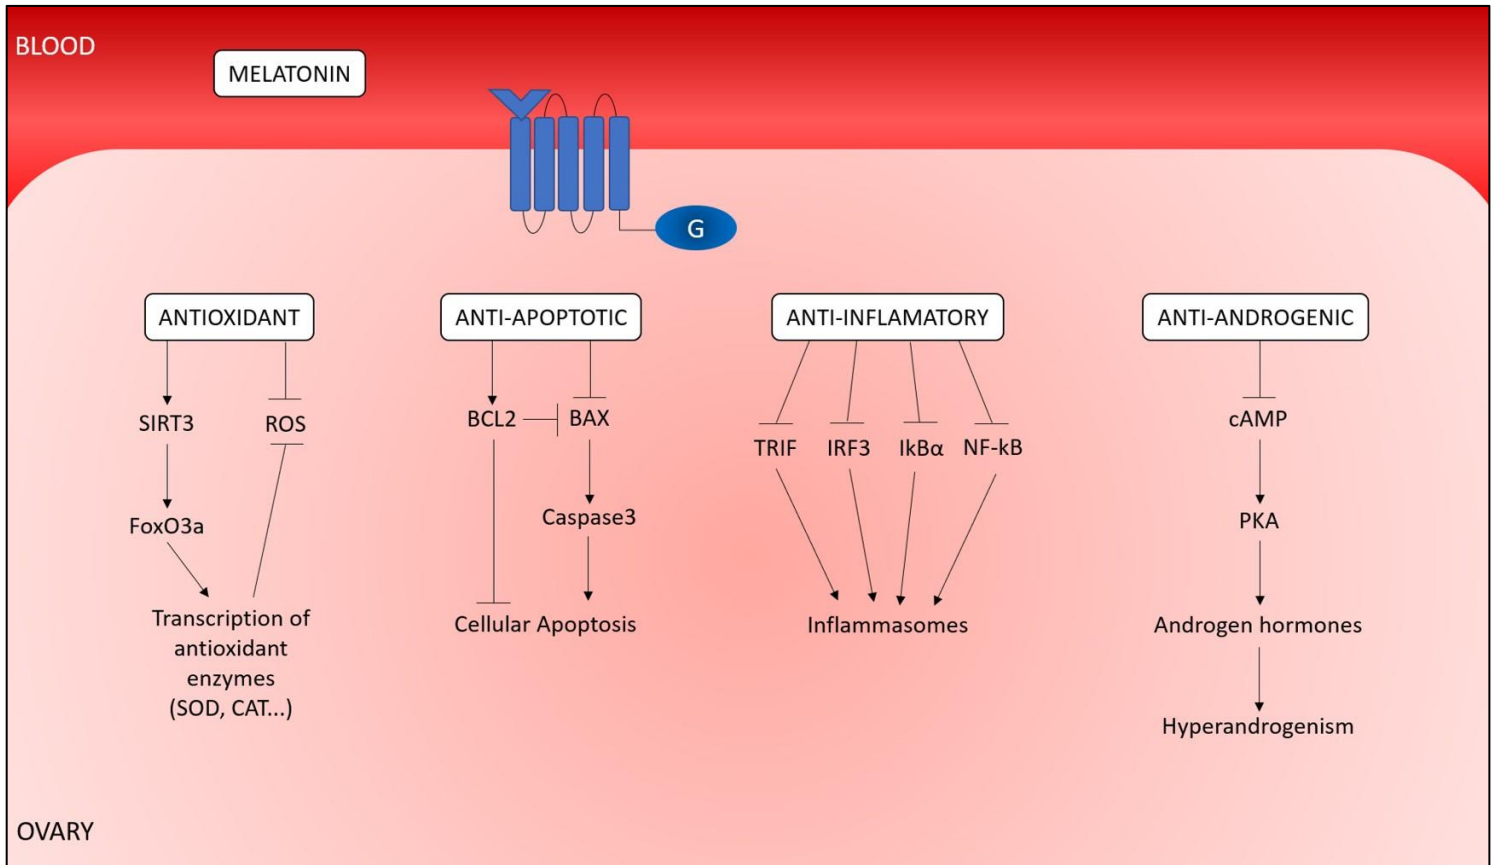 BLOOD
MELATONIN
G
ANTIOXIDANT
ANTI-APOPTOTIC
ANTI-INFLAMATORY
ANTI-ANDROGENIC
SIRT3
ROS
BCL2
BAX
TRIF
IRF3
IkBα
NF-kB
cAMP
FoxO3a
Caspase3
PKA
Transcription of
antioxidant
enzymes
(SOD, CAT...)
Cellular Apoptosis
Inflammasomes
Androgen hormones
Hyperandrogenism
OVARY